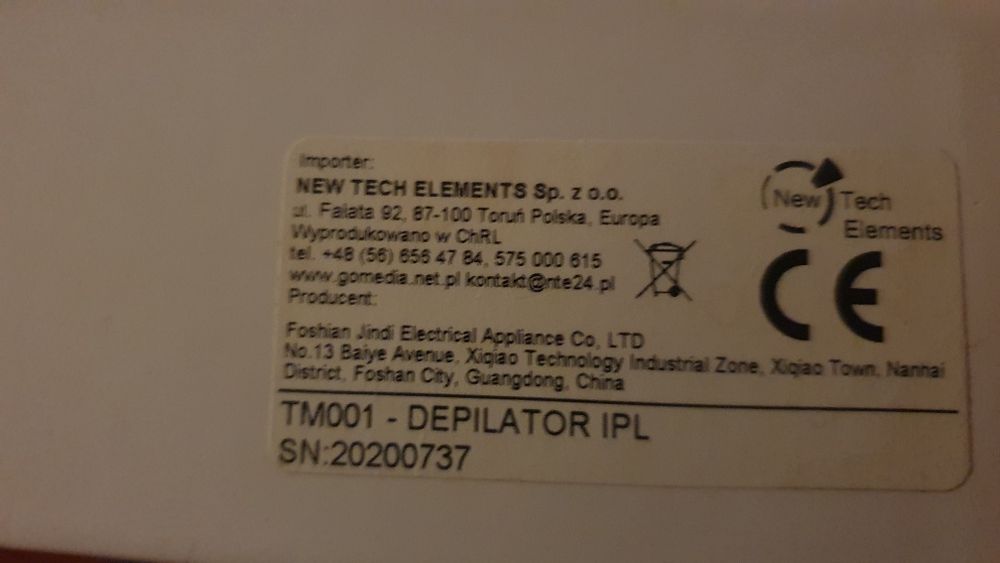 Importer:
NEW TECH ELEMENTS Sp. z o.o.
ul. Fałata 92, 87-100 Toruń Polska, Europa
Wyprodukowano w ChRL
tel. +48 (56) 656 47 84, 575 000 615
www.gomedia.net.pl kontakt@nte24.pl
Producent:
Foshian Jindi Electrical Appliance Co, LTD
No.13 Baiye Avenue, Xiqiao Technology Industrial Zone, Xiqiao Town, Nanhai
District, Foshan City, Guangdong, China
New Tech
Elements
CE
TM001 - DEPILATOR IPL
SN:20200737